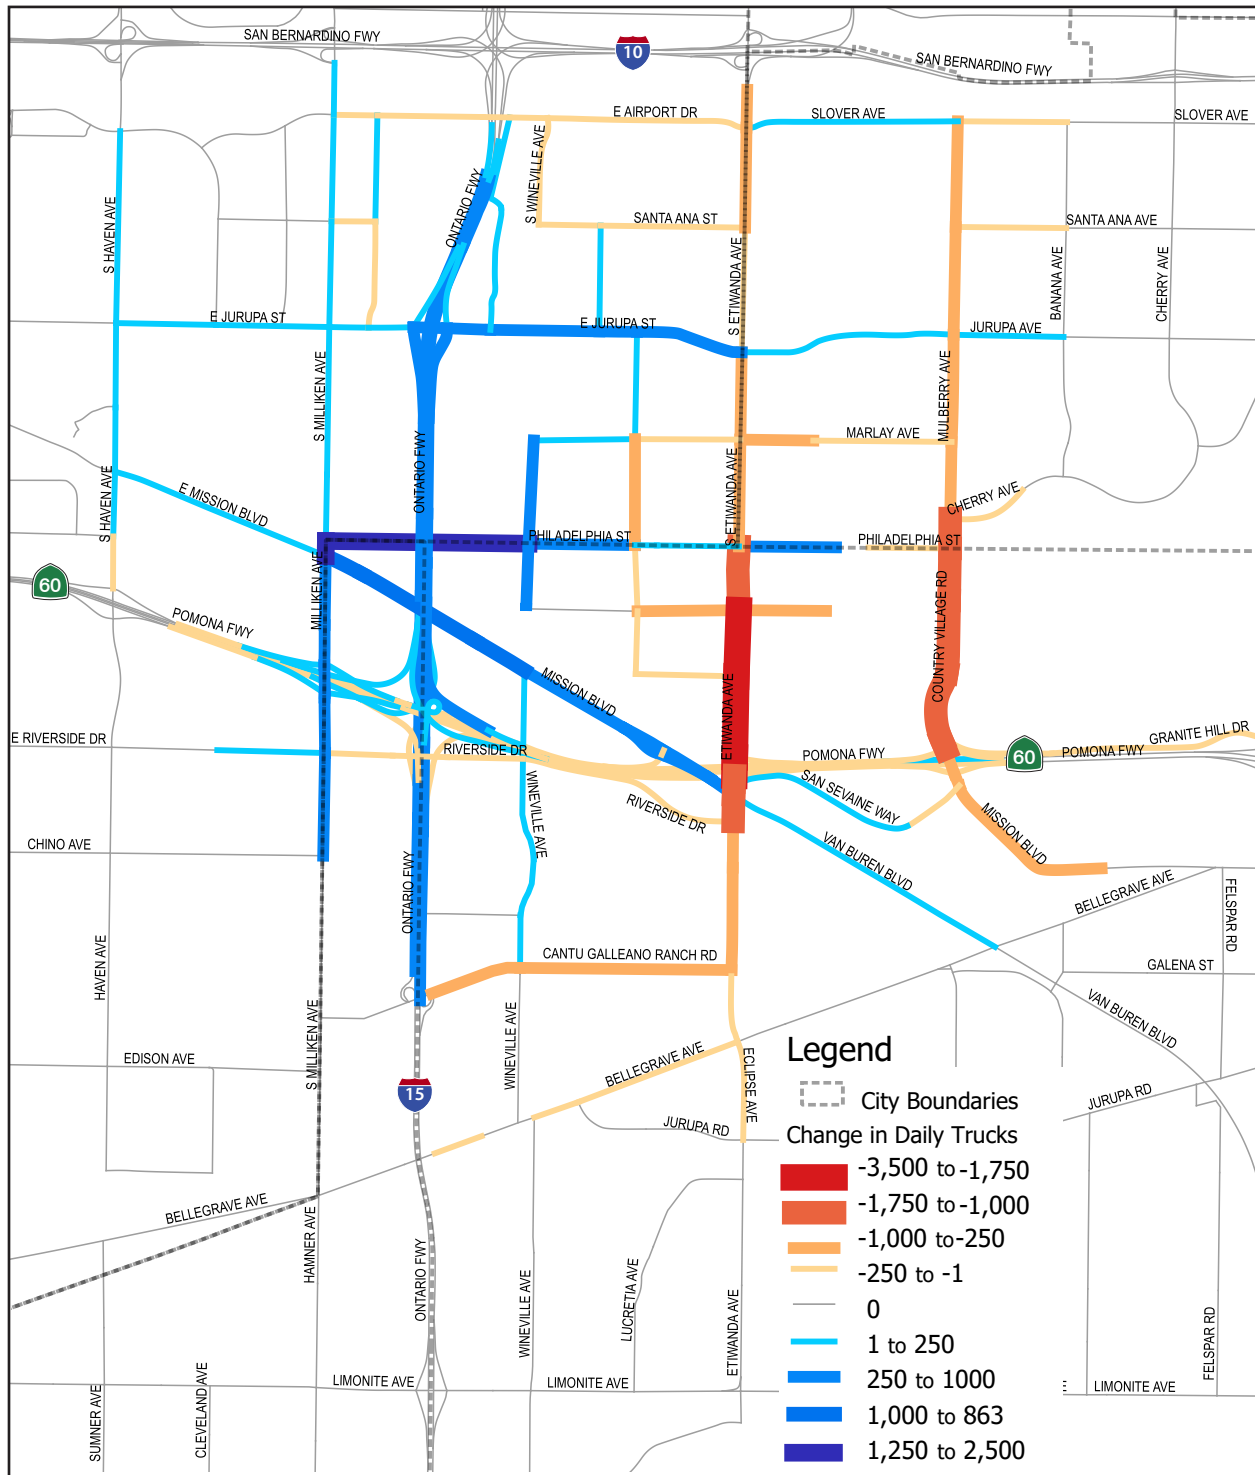 SAN BERNARDINO FWY
10
SAN BERNARDINO FWY
E AIRPORT DR
SLOVER AVE
SLOVER AVE
S WINEVILLE AVE
ONTARIO FWY
S HAVEN AVE
SANTA ANA ST
SANTA ANA AVE
S ETIWANDA AVE
BANANA AVE
CHERRY AVE
E JURUPA ST
E JURUPA ST
JURUPA AVE
S MILLIKEN AVE
MULBERRY AVE
MARLAY AVE
ONTARIO FWY
S HAVEN AVE
E MISSION BLVD
S ETIWANDA AVE
CHERRY AVE
PHILADELPHIA ST
PHILADELPHIA ST
60
MILLIKEN AVE
POMONA FWY
COUNTRY VILLAGE RD
MISSION BLVD
ETIWANDA AVE
E RIVERSIDE DR
RIVERSIDE DR
POMONA FWY
60
POMONA FWY
GRANITE HILL DR
SAN SEVAINE WAY
WINEVILLE AVE
RIVERSIDE DR
MISSION BLVD
CHINO AVE
VAN BUREN BLVD
ONTARIO FWY
BELLEGRAVE AVE
FELSPAR RD
HAVEN AVE
CANTU GALLEANO RANCH RD
GALENA ST
VAN BUREN BLVD
S MILLIKEN AVE
WINEVILLE AVE
EDISON AVE
BELLEGRAVE AVE
ECLIPSE AVE
15
JURUPA RD
JURUPA RD
Legend
City Boundaries
Change in Daily Trucks
-3,500 to -1,750
-1,750 to -1,000
-1,000 to -250
-250 to -1
0
1 to 250
250 to 1000
1,000 to 863
1,250 to 2,500
BELLEGRAVE AVE
HAMNER AVE
ONTARIO FWY
WINEVILLE AVE
LUCRETIA AVE
ETIWANDA AVE
FELSPAR RD
LIMONITE AVE
LIMONITE AVE
E
LIMONITE AVE
SUMNER AVE
CLEVELAND AVE